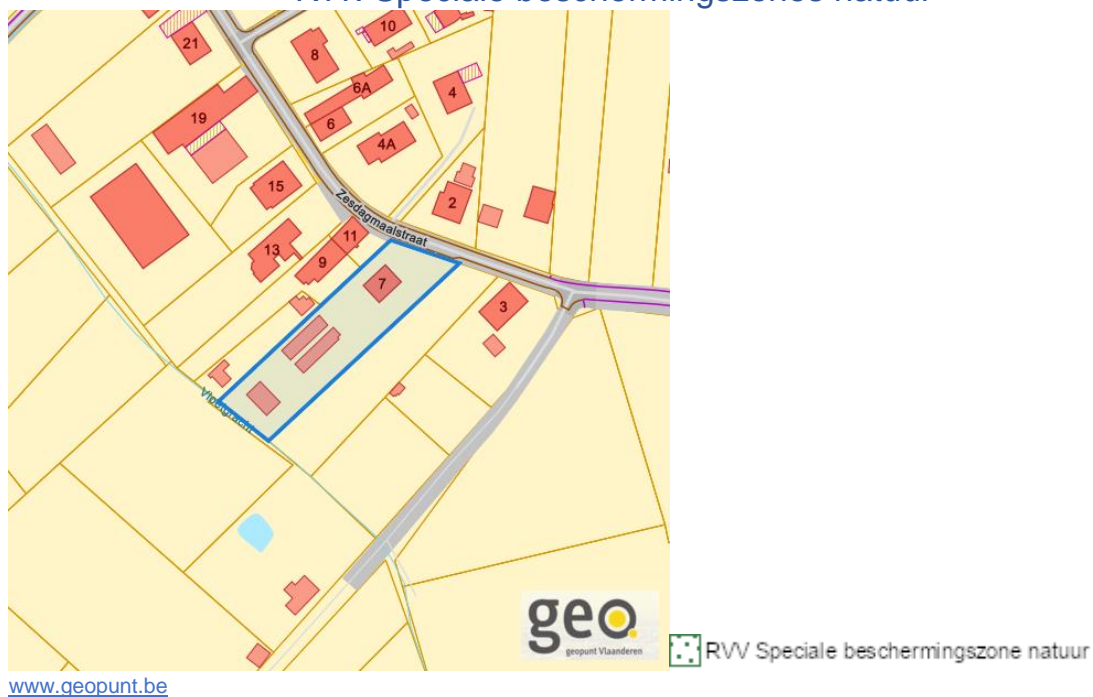 RVV Speciale beschermingszones natuur
21
10
8
6A
4
19
6
4A
15
2
Zesdagmaalstraat
11
13
9
7
3
geo
geopunt Vlaanderen
RVV Speciale beschermingszone natuur
www.geopunt.be